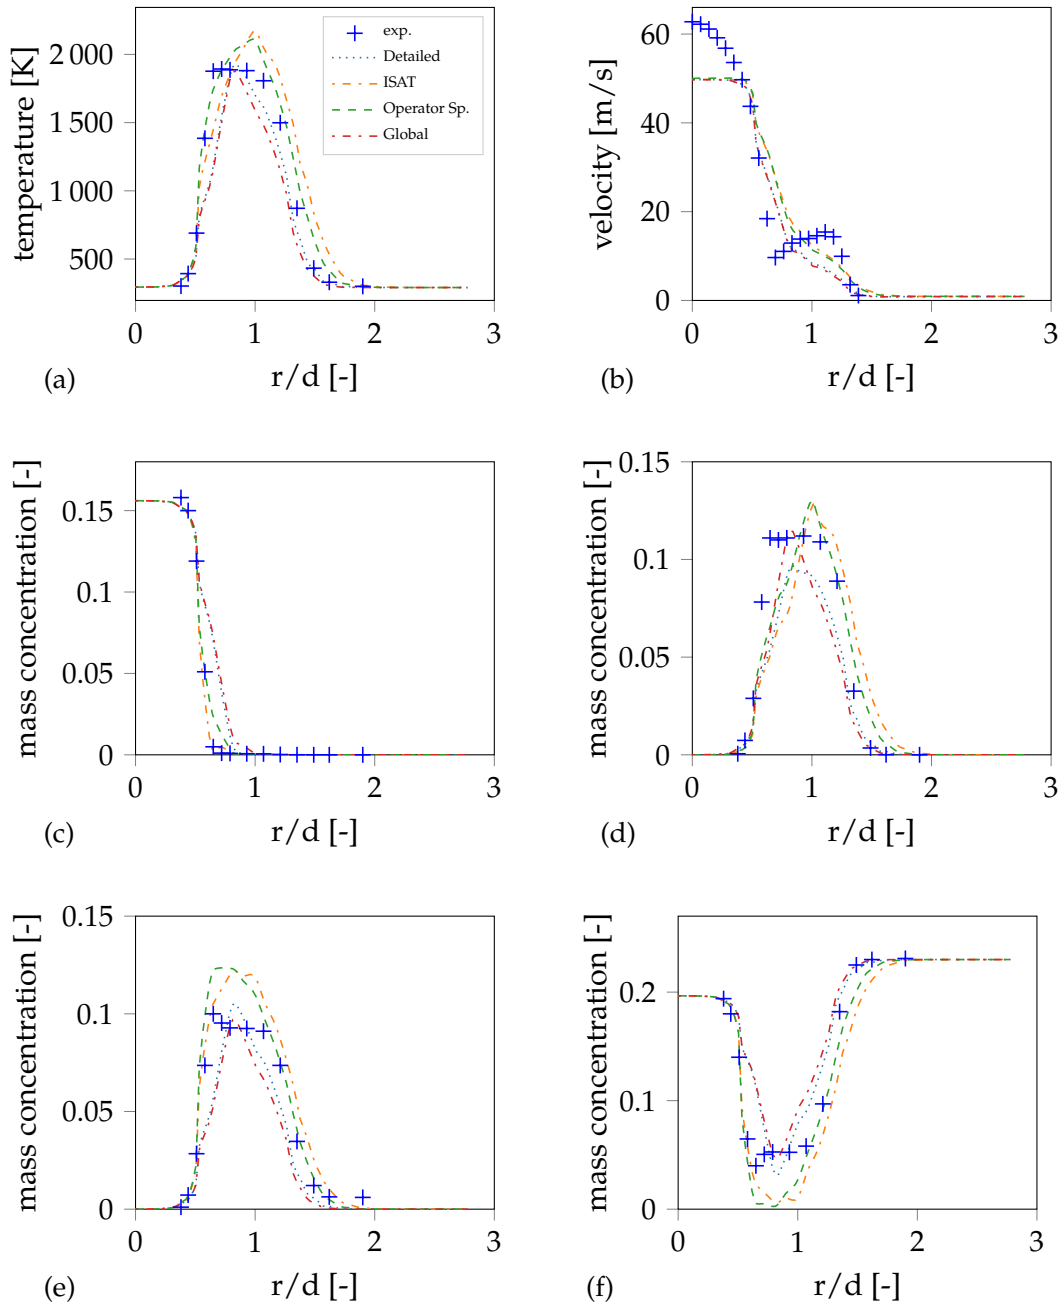 temperature [K]
2 000
1 500
1 000
500
0
1
2
3
r/d [-]
(a)
exp.
Detailed
ISAT
Operator Sp.
Global
velocity [m/s]
60
40
20
0
0
1
2
3
r/d [-]
(b)
mass concentration [-]
0.15
0.1
0.05
0
0
1
2
3
r/d [-]
(c)
mass concentration [-]
0.15
0.1
0.05
0
0
1
2
3
r/d [-]
(d)
mass concentration [-]
0.15
0.1
0.05
0
0
1
2
3
r/d [-]
(e)
mass concentration [-]
0.2
0.1
0
0
1
2
3
r/d [-]
(f)